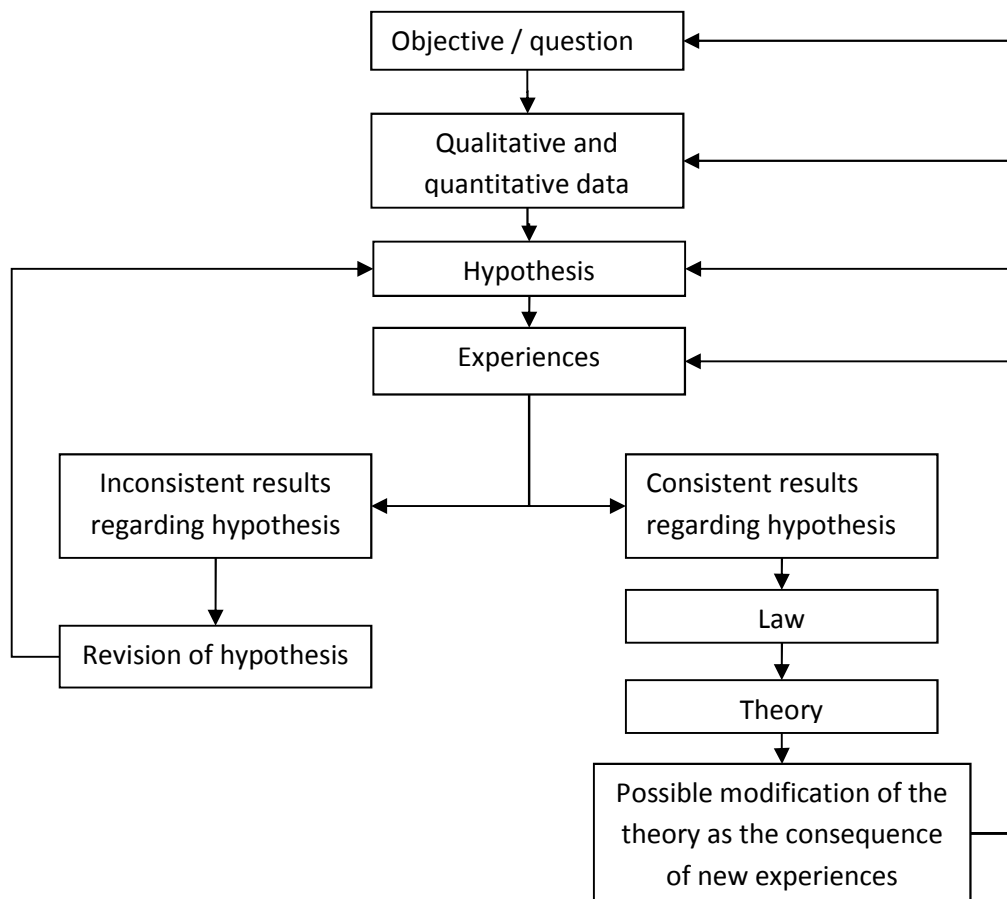 Objective / question
Qualitative and
quantitative data
Hypothesis
Experiences
Inconsistent results
regarding hypothesis
Revision of hypothesis
Consistent results
regarding hypothesis
Law
Theory
Possible modification of the
theory as the consequence
of new experiences